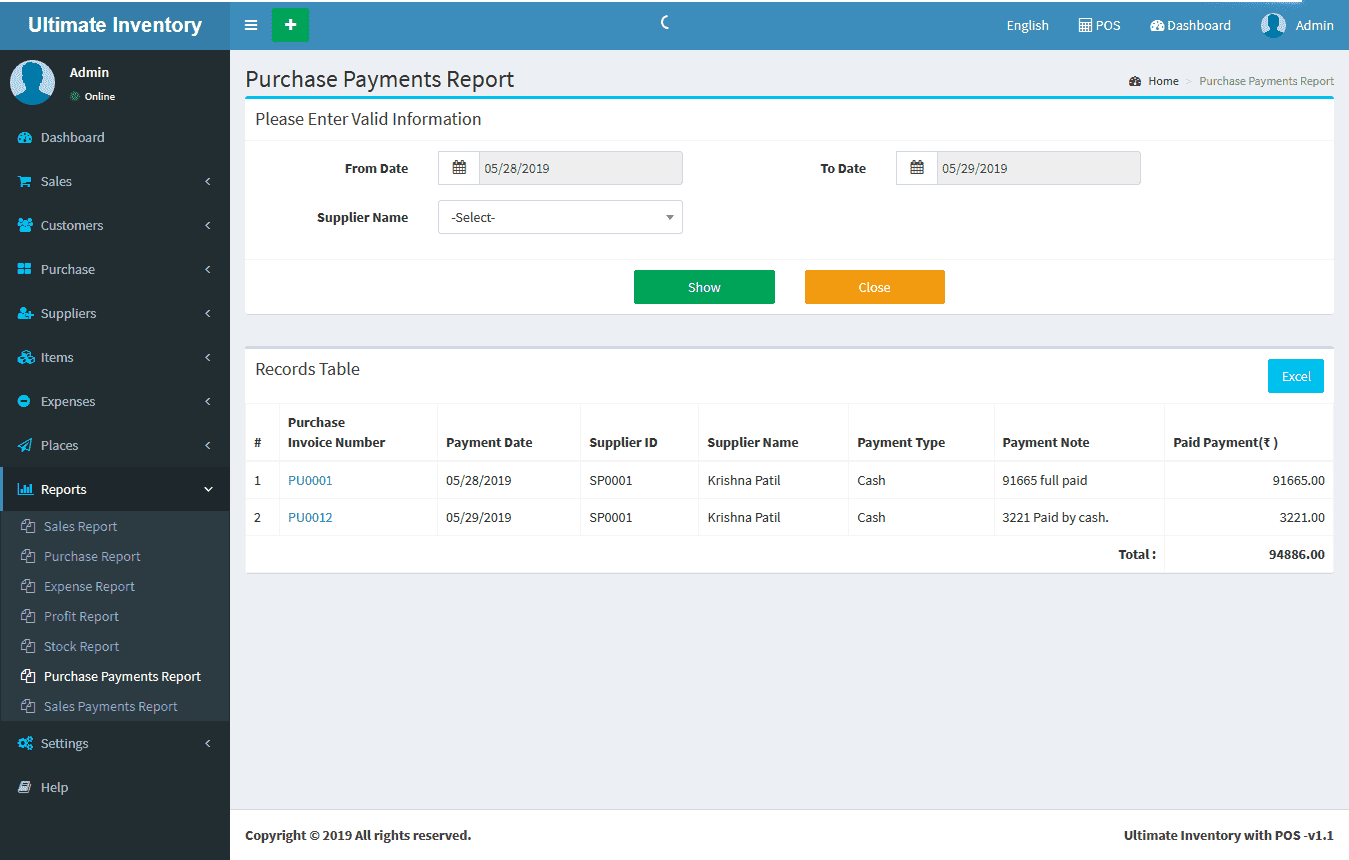 Ultimate Inventory
+
English
POS
Dashboard
Admin
Admin
Online
Dashboard
Sales
Customers
Purchase
Suppliers
Items
Expenses
Places
Reports
Sales Report
Purchase Report
Expense Report
Profit Report
Stock Report
Purchase Payments Report
Sales Payments Report
Settings
Help
Purchase Payments Report
Home > Purchase Payments Report
Please Enter Valid Information
From Date 05/28/2019 To Date 05/29/2019
Supplier Name -Select-
Show Close
Records Table
Excel
# Purchase Invoice Number Payment Date Supplier ID Supplier Name Payment Type Payment Note Paid Payment(₹ )
1 PU0001 05/28/2019 SP0001 Krishna Patil Cash 91665 full paid 91665.00
2 PU0012 05/29/2019 SP0001 Krishna Patil Cash 3221 Paid by cash. 3221.00
Total : 94886.00
Copyright © 2019 All rights reserved.
Ultimate Inventory with POS -v1.1